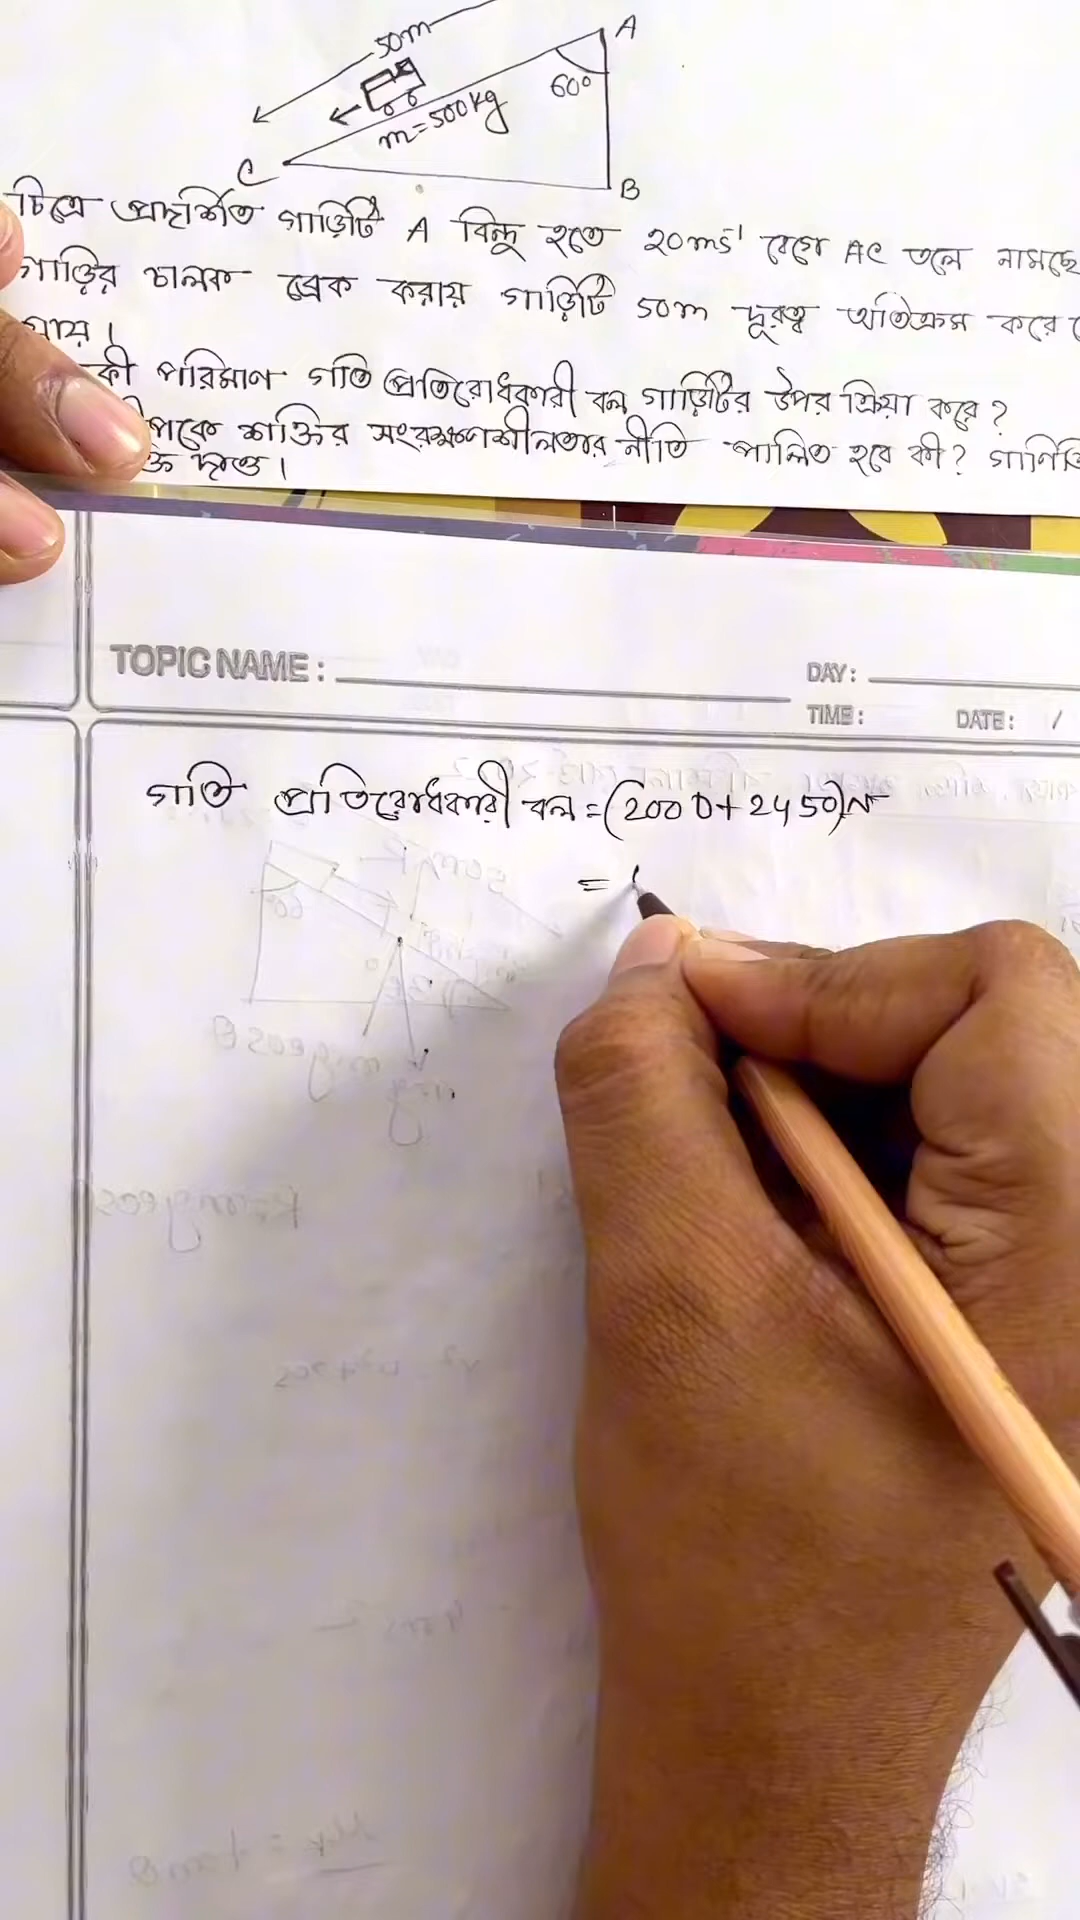 50m
A
60°
m=500kg
C
B
চিত্রে প্রদর্শিত গাড়িটি A বিন্দু হতে 20ms⁻¹ বেগে AC তলে নামছে
গাড়ির চালক ব্রেক করায় গাড়িটি 50m দূরত্ব অতিক্রম করে
যায়।
কী পরিমাণ গতি প্রতিরোধকারী বল গাড়িটির উপর ক্রিয়া করে?
শক্তির সংরক্ষণশীলতার নীতি পালিত হবে কী?
দাও।
TOPIC NAME :
DAY :
TIME :
DATE : /
গতি প্রতিরোধকারী বল = (2000+2450)N
=